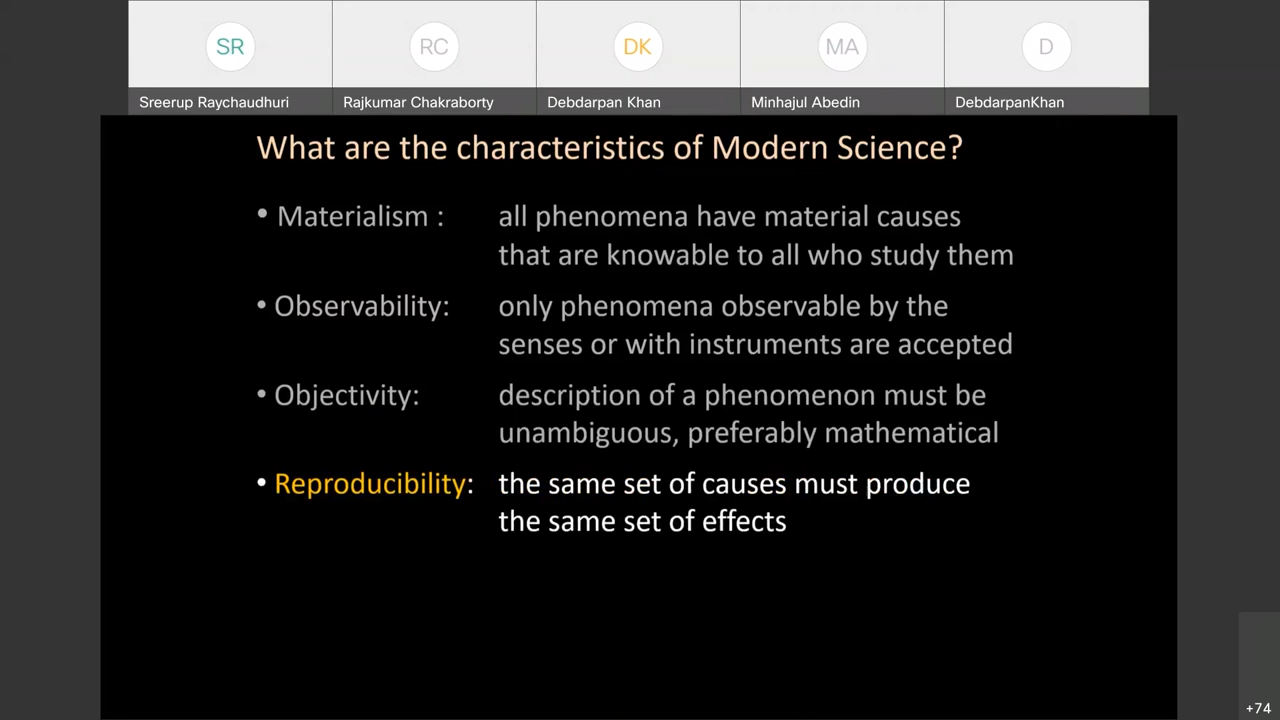 SR RC DK MA D
Sreerup Raychaudhuri Rajkumar Chakraborty Debdarpan Khan Minhajul Abedin DebdarpanKhan
What are the characteristics of Modern Science?
• Materialism : all phenomena have material causes
that are knowable to all who study them
• Observability: only phenomena observable by the
senses or with instruments are accepted
• Objectivity: description of a phenomenon must be
unambiguous, preferably mathematical
• Reproducibility: the same set of causes must produce
the same set of effects
+74